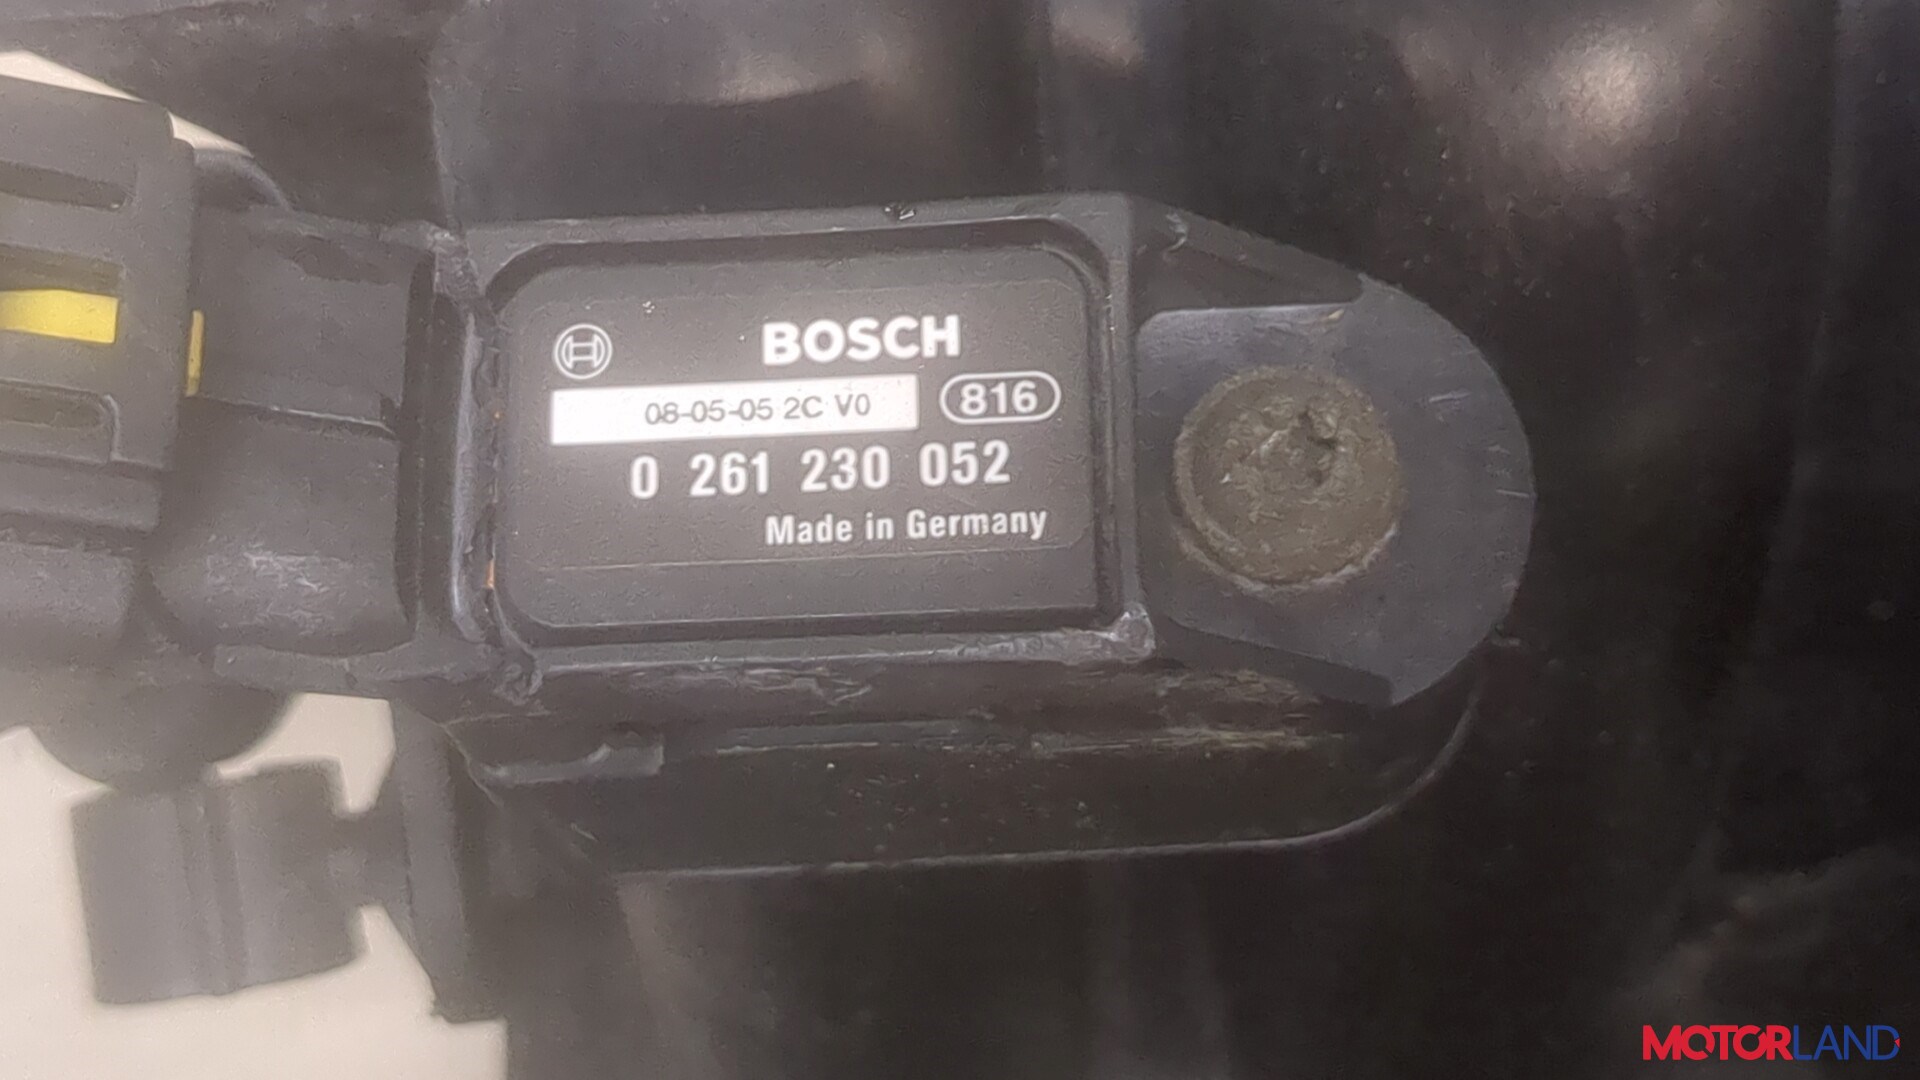 BOSCH
08-05-05 2C V0
816
0 261 230 052
Made in Germany
MOTORLAND